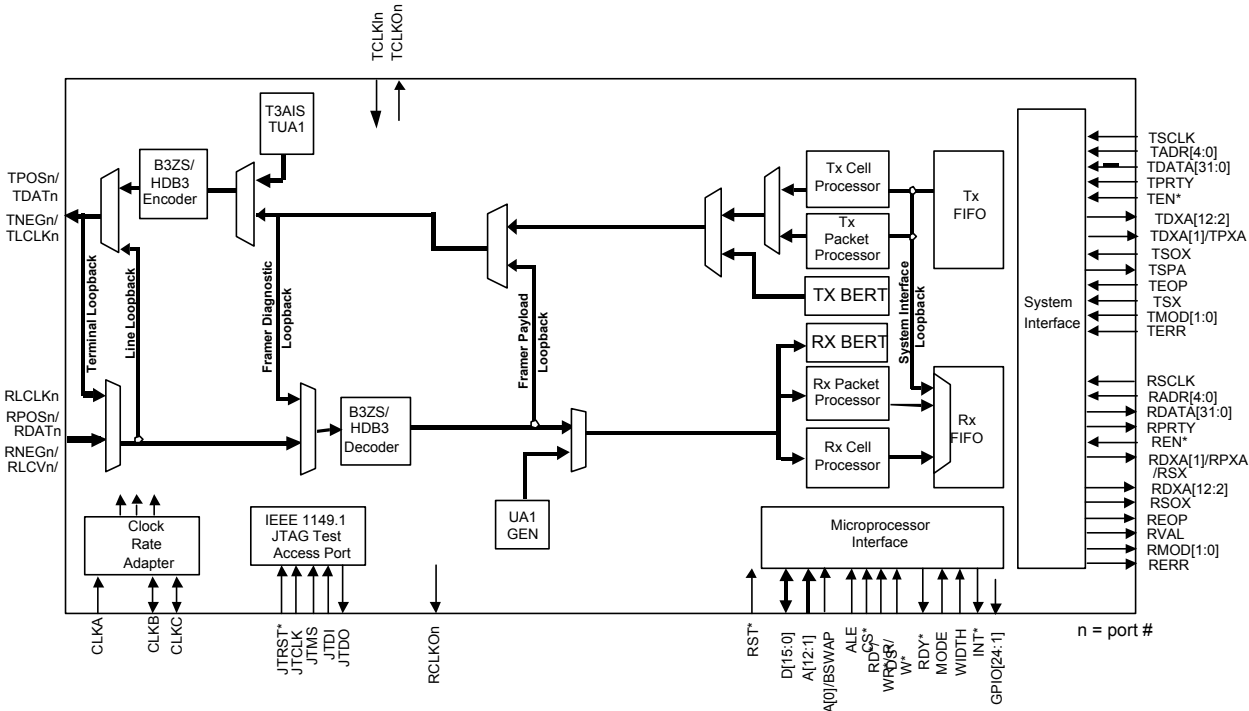 TCLKIn
TCLKOn
T3AIS
TUA1
B3ZS/
HDB3
Encoder
TPOSn/
TDATn
TNEGn/
TLCLKn
Terminal Loopback
Line Loopback
Framer Diagnostic
Loopback
Framer Payload
Loopback
System Interface
Loopback
Tx Cell
Processor
Tx
Packet
Processor
TX BERT
RX BERT
Rx Packet
Processor
Rx Cell
Processor
Tx
FIFO
Rx
FIFO
System
Interface
TSCLK
TADR[4:0]
TDATA[31:0]
TPRTY
TEN*
TDXA[12:2]
TDXA[1]/TPXA
TSOX
TSPA
TEOP
TSX
TMOD[1:0]
TERR
RSCLK
RADR[4:0]
RDATA[31:0]
RPRTY
REN*
RDXA[1]/RPXA
/RSX
RDXA[12:2]
RSOX
REOP
RVAL
RMOD[1:0]
RERR
RLCLKn
RPOSn/
RDATn
RNEGn/
RLCVn/
B3ZS/
HDB3
Decoder
UA1
GEN
Clock
Rate
Adapter
IEEE 1149.1
JTAG Test
Access Port
Microprocessor
Interface
CLKA
CLKB
CLKC
JTRST*
JTCLK
JTMS
JTDI
JTDO
RCLKOn
RST*
D[15:0]
A[12:1]
A[0]/BSWAP
ALE
CS*
RD*/
DS*
WR*/R/
W*
RDY*
MODE
WIDTH
INT*
GPIO[24:1]
n = port #